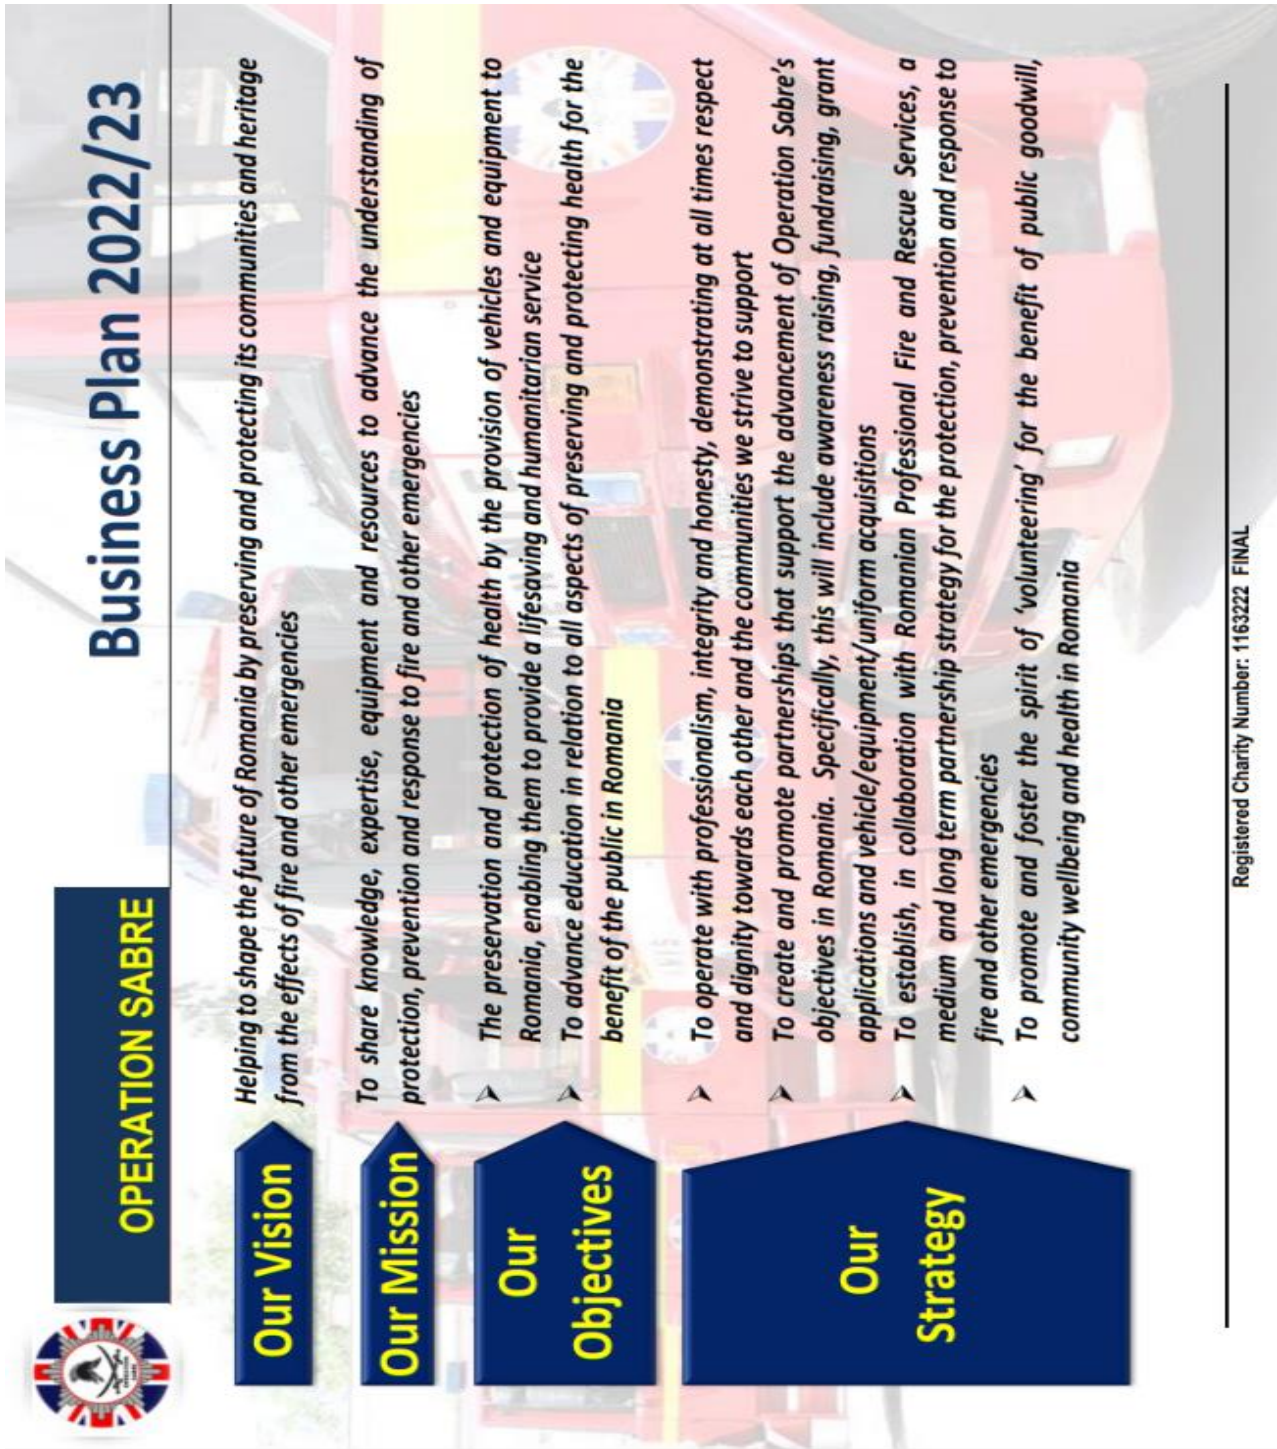 OPERATION SABRE
Business Plan 2022/23
Our Vision
Helping to shape the future of Romania by preserving and protecting its communities and heritage
from the effects of fire and other emergencies
Our Mission
To share knowledge, expertise, equipment and resources to advance the understanding of
protection, prevention and response to fire and other emergencies
Our
Objectives
➢ The preservation and protection of health by the provision of vehicles and equipment to
Romania, enabling them to provide a lifesaving and humanitarian service
➢ To advance education in relation to all aspects of preserving and protecting health for the
benefit of the public in Romania
Our
Strategy
➢ To operate with professionalism, integrity and honesty, demonstrating at all times respect
and dignity towards each other and the communities we strive to support
➢ To create and promote partnerships that support the advancement of Operation Sabre's
objectives in Romania. Specifically, this will include awareness raising, fundraising, grant
applications and vehicle/equipment/uniform acquisitions
➢ To establish, in collaboration with Romanian Professional Fire and Rescue Services, a
medium and long term partnership strategy for the protection, prevention and response to
fire and other emergencies
➢ To promote and foster the spirit of 'volunteering' for the benefit of public goodwill,
community wellbeing and health in Romania
Registered Charity Number: 1163222 FINAL